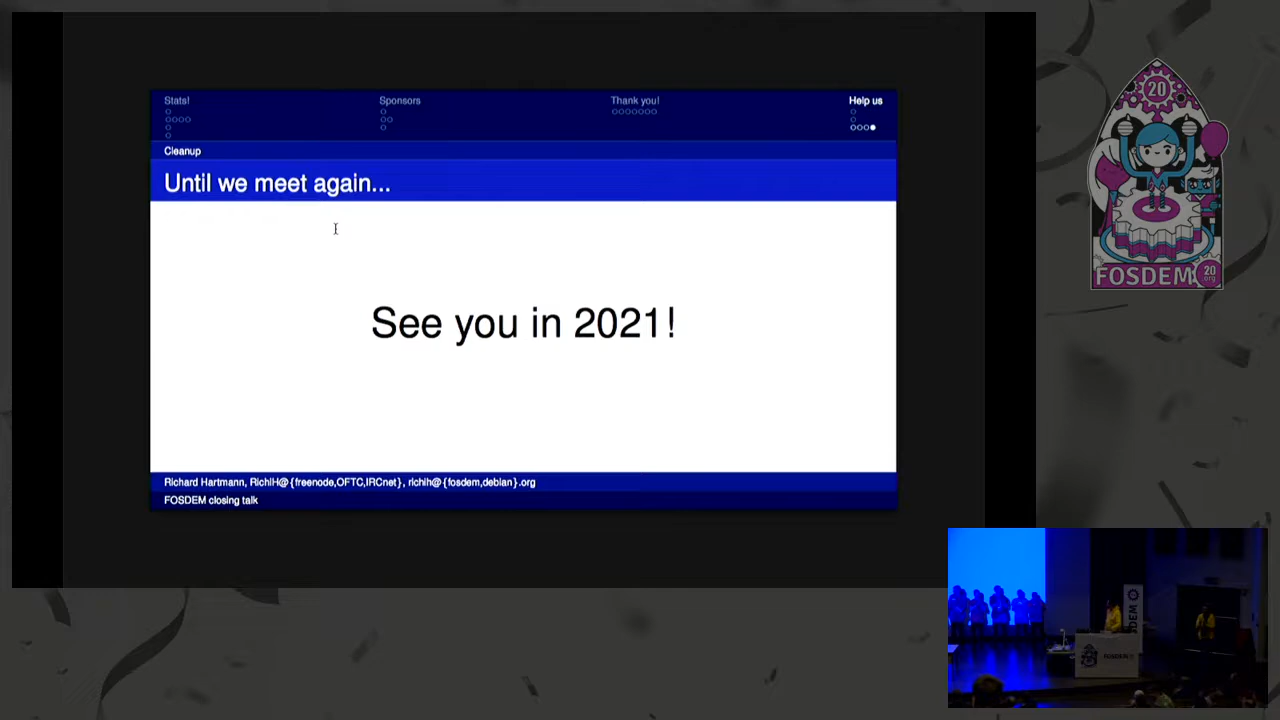 Stats!
Sponsors
Thank you!
Help us
Cleanup
Until we meet again...
See you in 2021!
Richard Hartmann, RichiH@{freenode,OFTC,IRCnet}, richih@{fosdem,debian}.org
FOSDEM closing talk
20
FOSDEM
20
.org